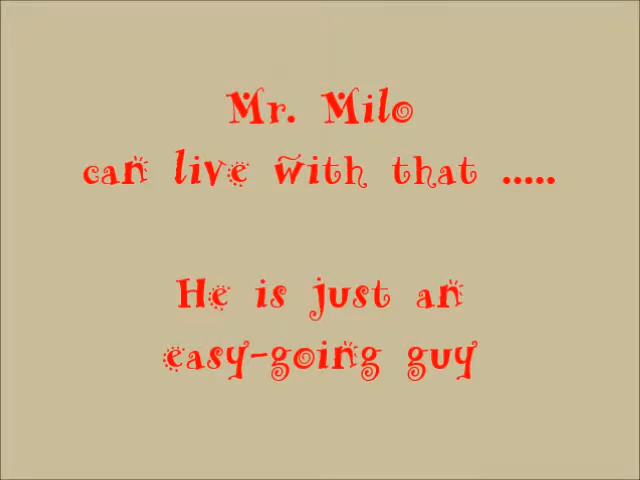 Mr. Milo
can live with that .....
He is just an
easy-going guy